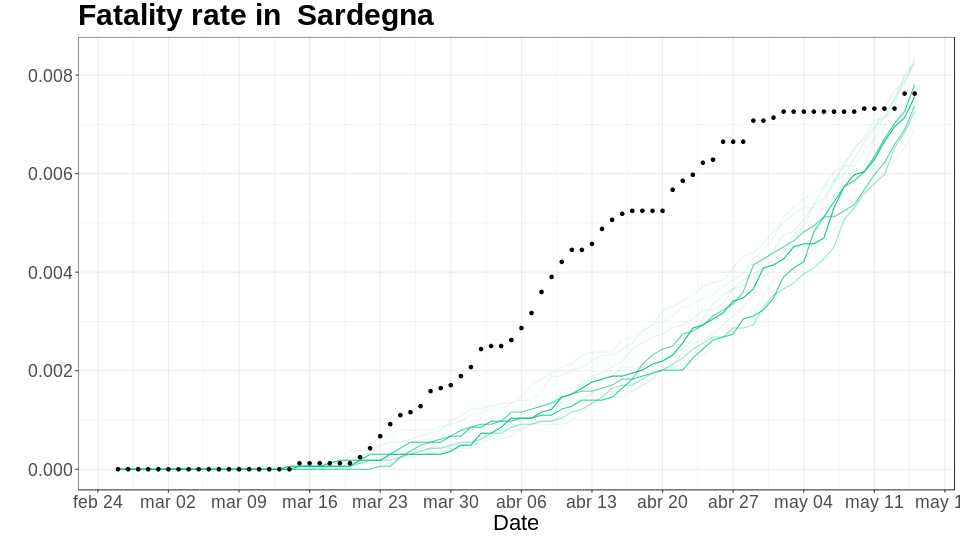 Fatality rate in  Sardegna
0.008
0.006
0.004
0.002
0.000
feb 24 mar 02 mar 09 mar 16 mar 23 mar 30 abr 06 abr 13 abr 20 abr 27 may 04 may 11 may 1
Date